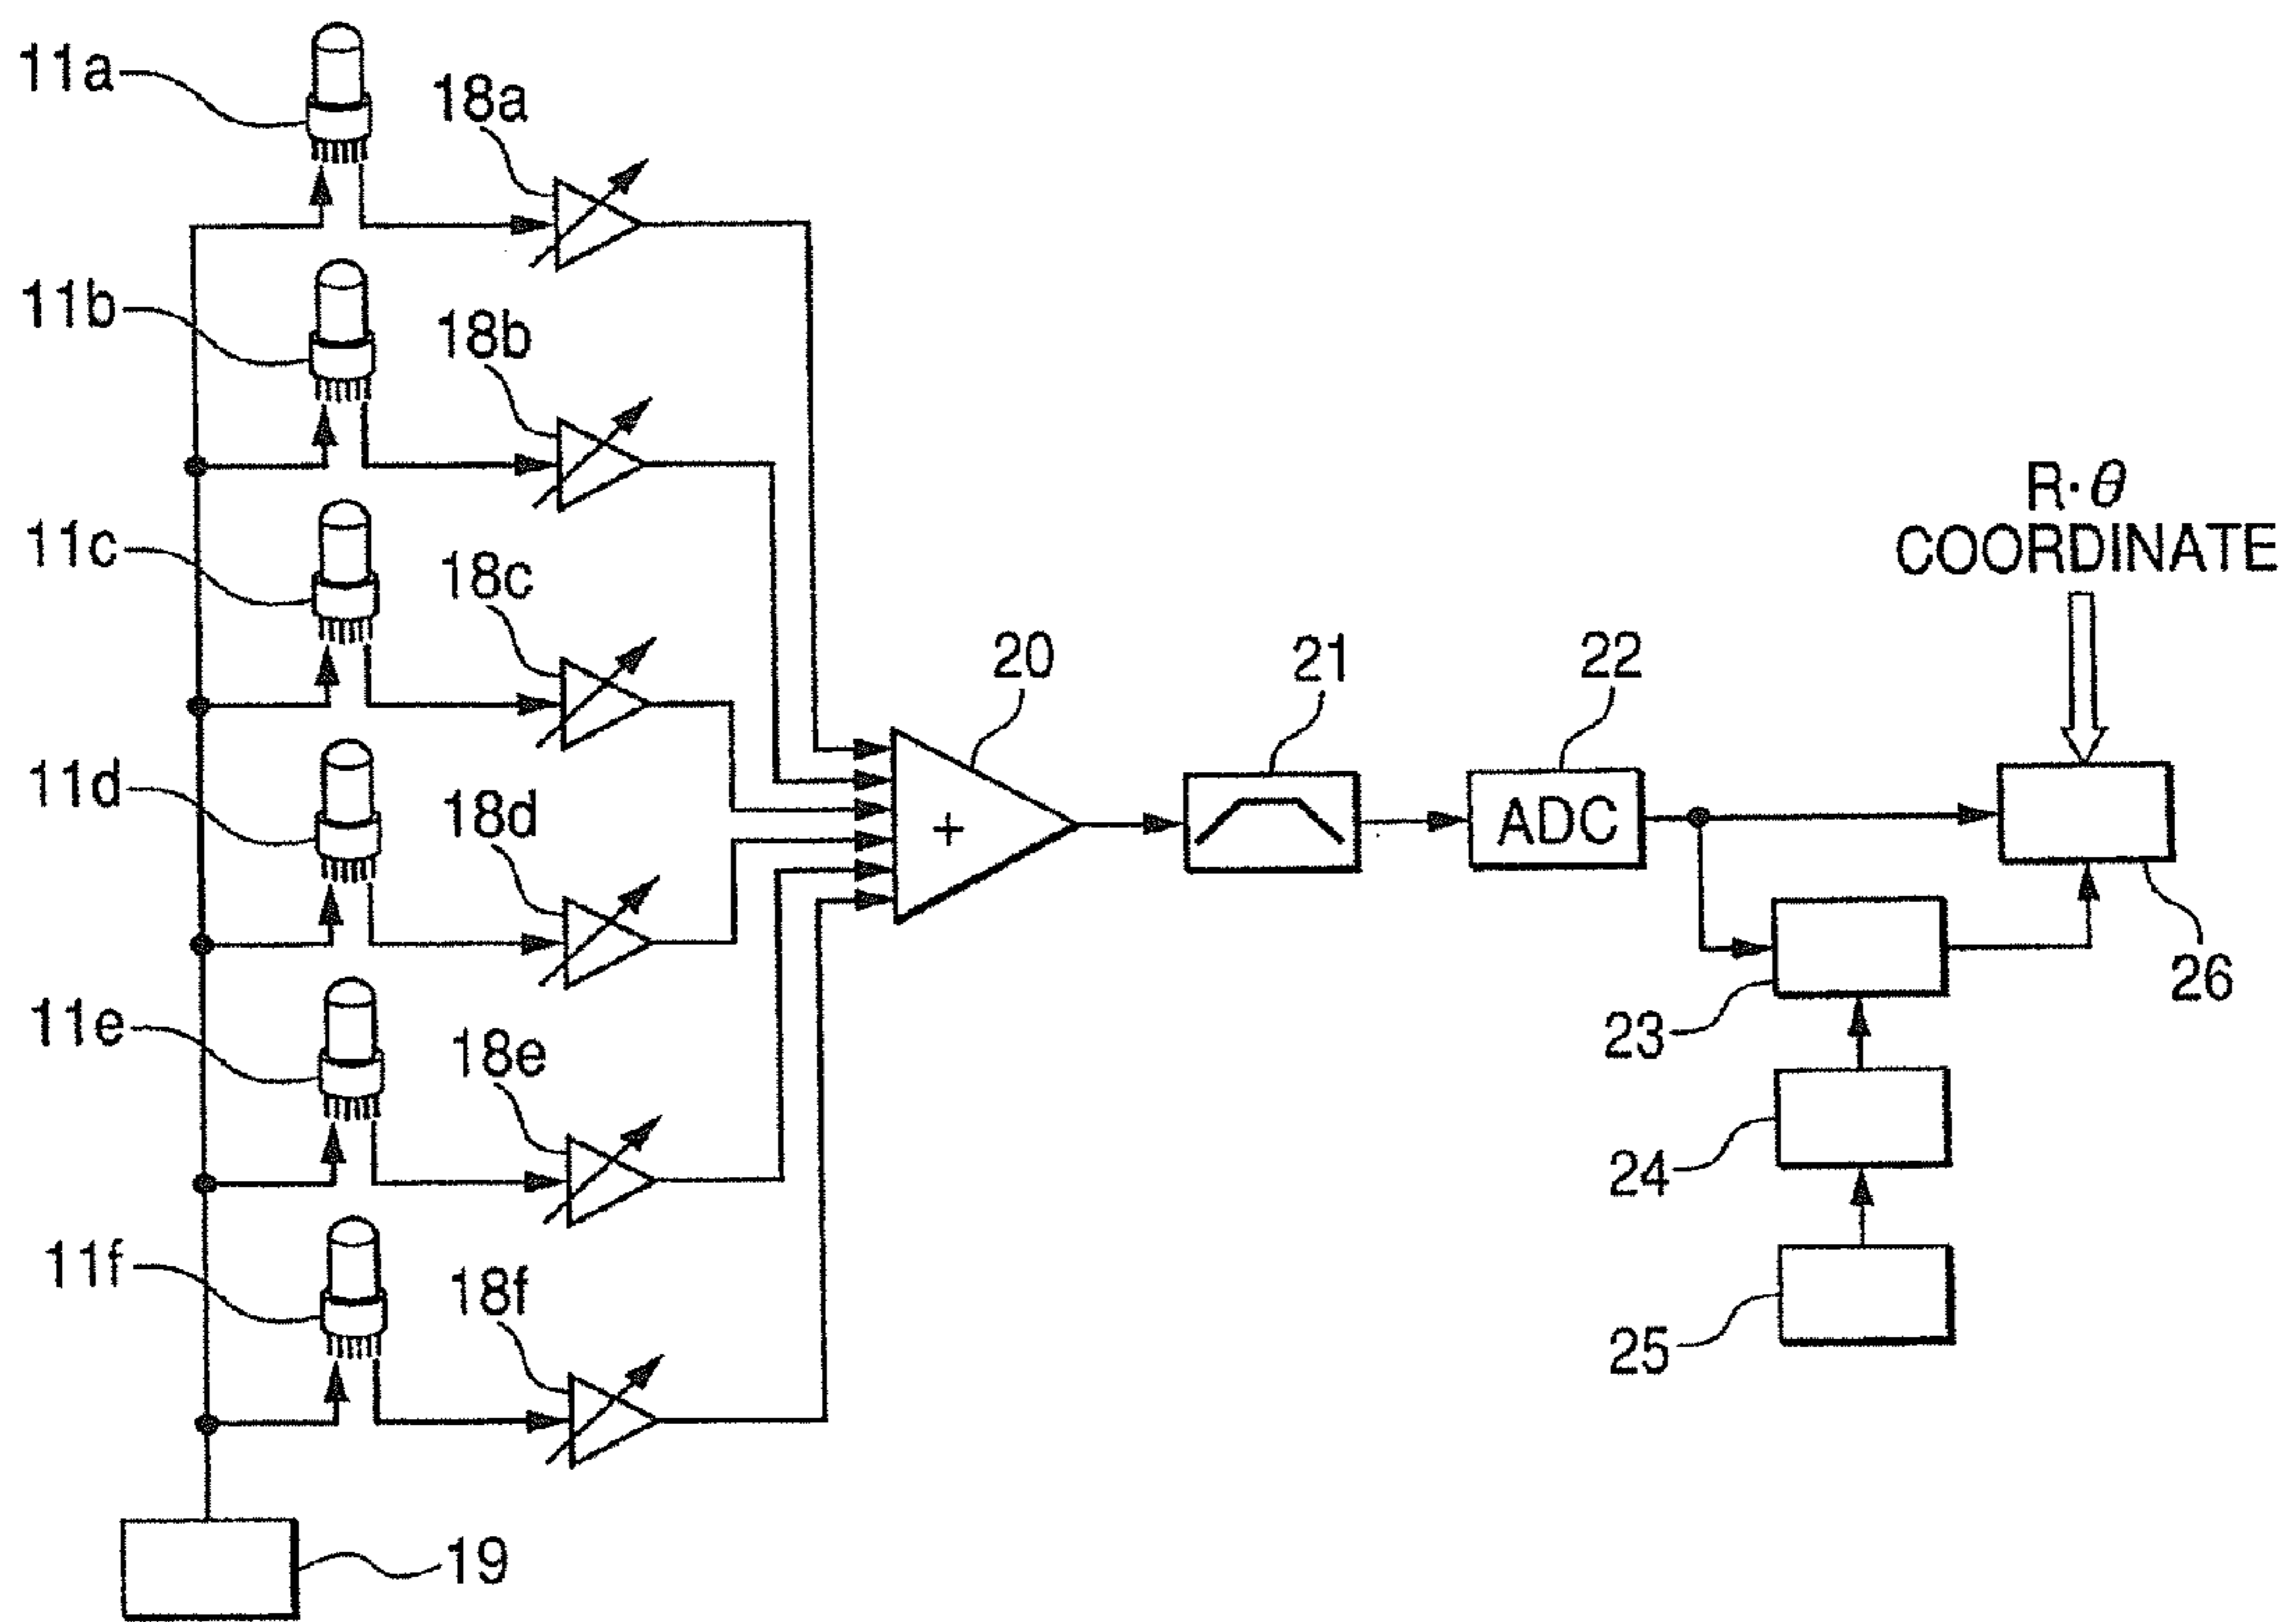 11a
18a
11b
18b
11c
18c
R·θ
COORDINATE
20
21
22
11d
18d
+
ADC
26
23
11e
18e
24
11f
18f
25
19